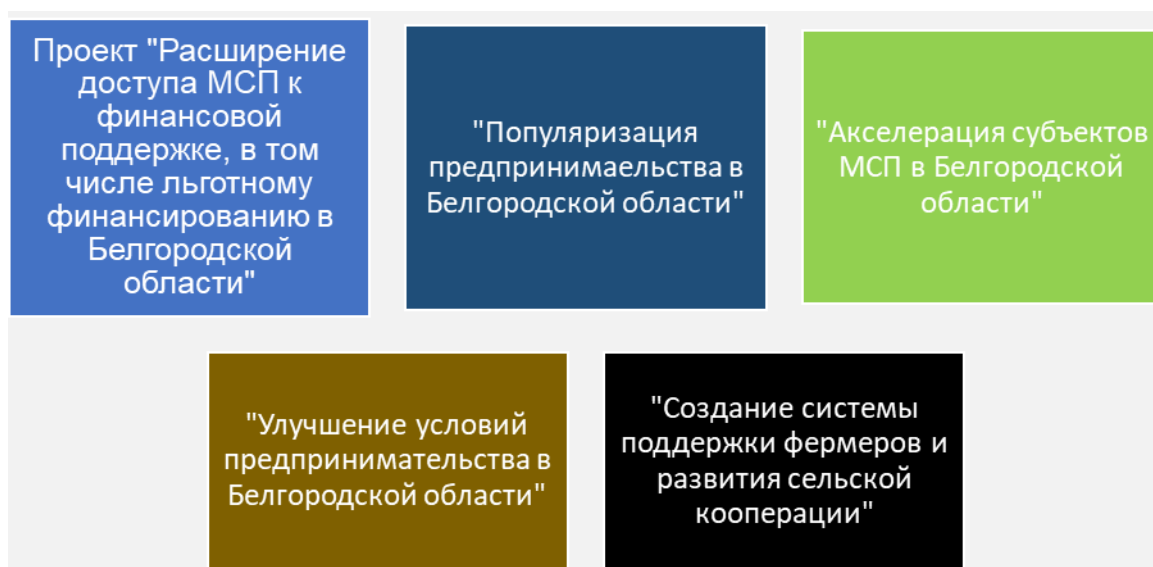 Проект "Расширение
доступа МСП к
финансовой
поддержке, в том
числе льготному
финансированию в
Белгородской
области"
"Популяризация
предпринимаельства в
Белгородской области"
"Акселерация субъектов
МСП в Белгородской
области"
"Улучшение условий
предпринимательства в
Белгородской области"
"Создание системы
поддержки фермеров и
развития сельской
кооперации"